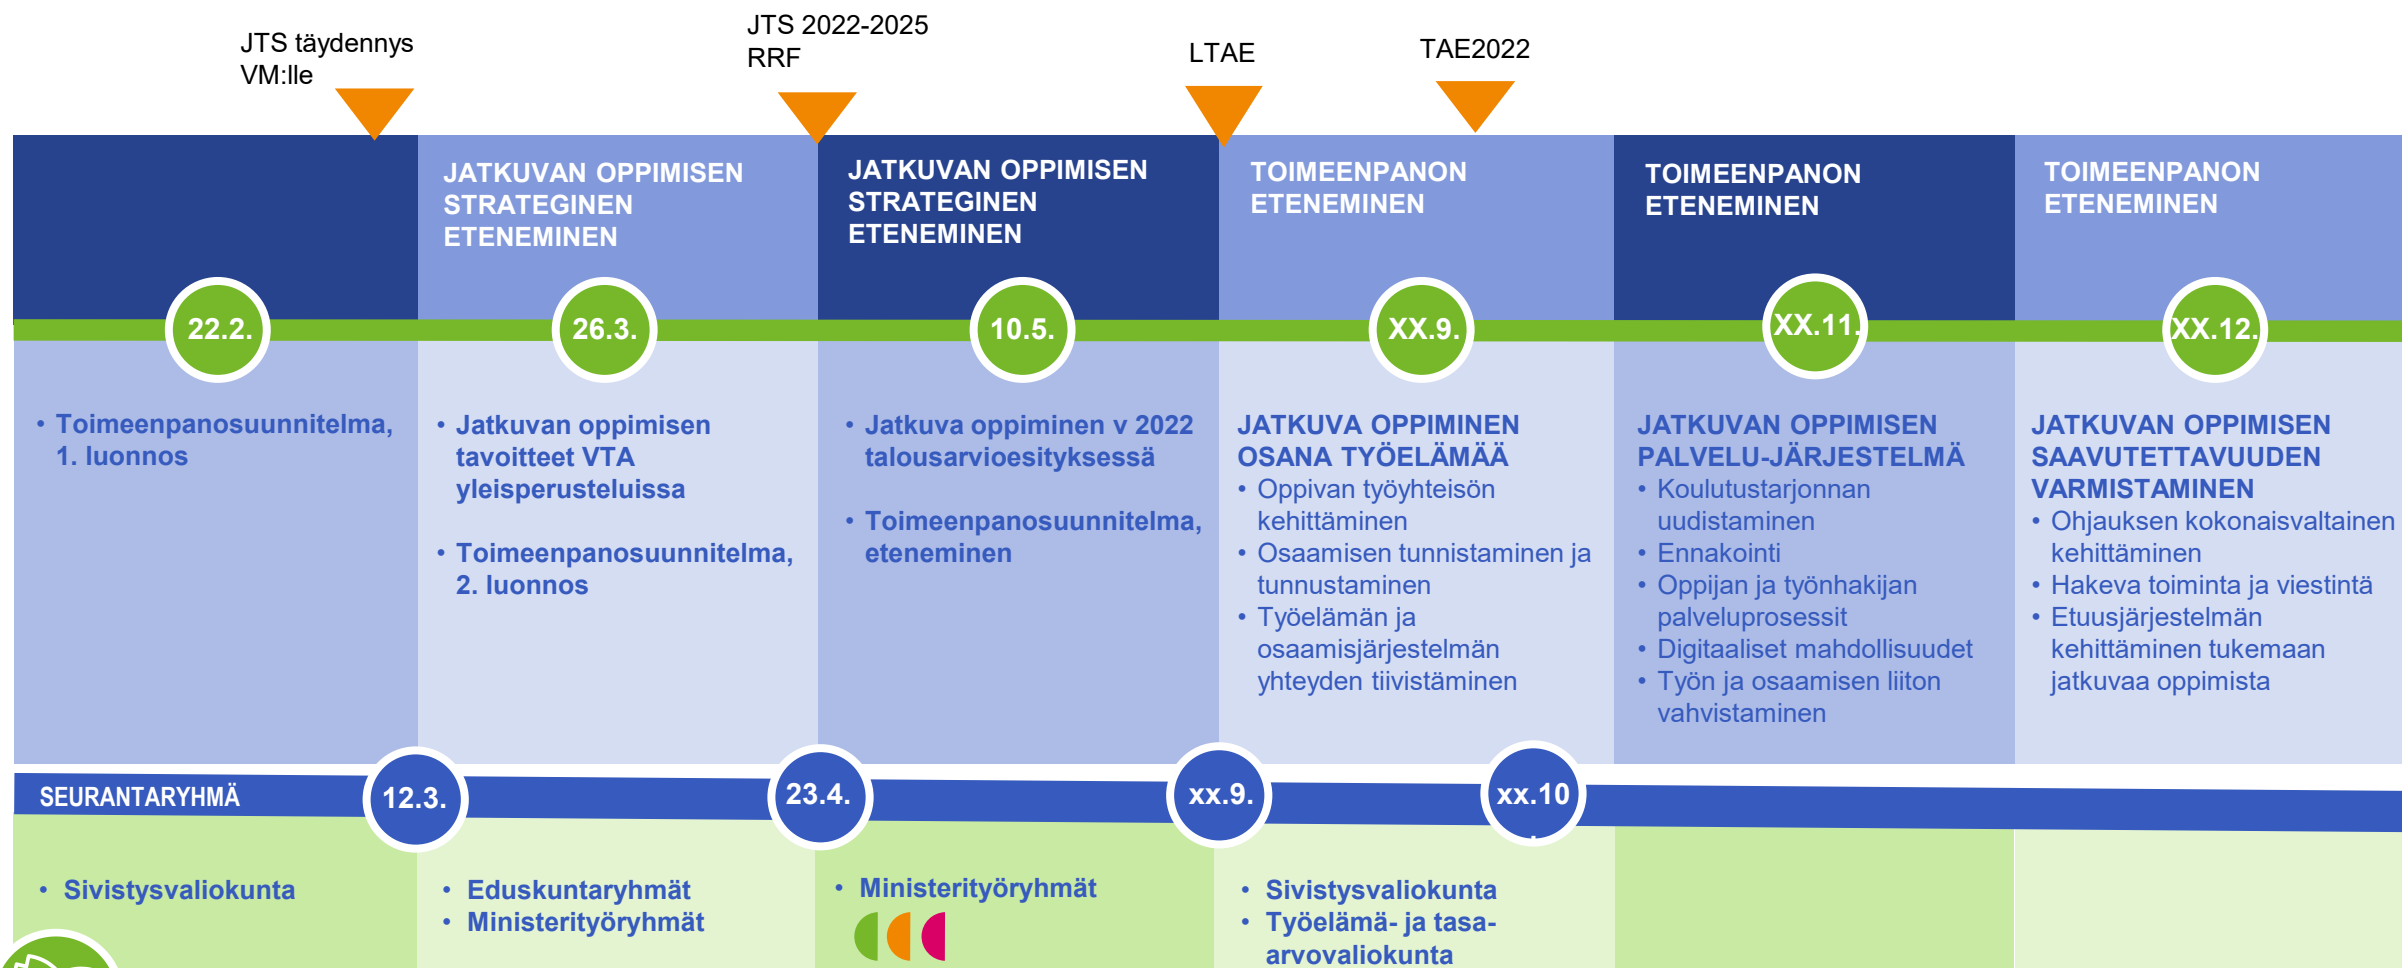 JTS täydennys
VM:lle
JTS 2022-2025
RRF
LTAE
TAE2022
JATKUVAN OPPIMISEN
STRATEGINEN
ETENEMINEN
JATKUVAN OPPIMISEN
STRATEGINEN
ETENEMINEN
TOIMEENPANON
ETENEMINEN
TOIMEENPANON
ETENEMINEN
TOIMEENPANON
ETENEMINEN
22.2.
26.3.
10.5.
XX.9.
XX.11.
XX.12.
• Toimeenpanosuunnitelma,
1. luonnos
• Jatkuvan oppimisen
tavoitteet VTA
yleisperusteluissa
• Toimeenpanosuunnitelma,
2. luonnos
• Jatkuva oppiminen v 2022
talousarvioesityksessä
• Toimeenpanosuunnitelma,
eteneminen
JATKUVA OPPIMINEN
OSANA TYÖELÄMÄÄ
• Oppivan työyhteisön
kehittäminen
• Osaamisen tunnistaminen ja
tunnustaminen
• Työelämän ja
osaamisjärjestelmän
yhteyden tiivistäminen
JATKUVAN OPPIMISEN
PALVELU-JÄRJESTELMÄ
• Koulutustarjonnan
uudistaminen
• Ennakointi
• Oppijan ja työnhakijan
palveluprosessit
• Digitaaliset mahdollisuudet
• Työn ja osaamisen liiton
vahvistaminen
JATKUVAN OPPIMISEN
SAAVUTETTAVUUDEN
VARMISTAMINEN
• Ohjauksen kokonaisvaltainen
kehittäminen
• Hakeva toiminta ja viestintä
• Etuusjärjestelmän
kehittäminen tukemaan
jatkuvaa oppimista
SEURANTARYHMÄ
12.3.
23.4.
xx.9.
xx.10
.
• Sivistysvaliokunta
• Eduskuntaryhmät
• Ministerityöryhmät
• Ministerityöryhmät
• Sivistysvaliokunta
• Työelämä- ja tasa-
arvovaliokunta